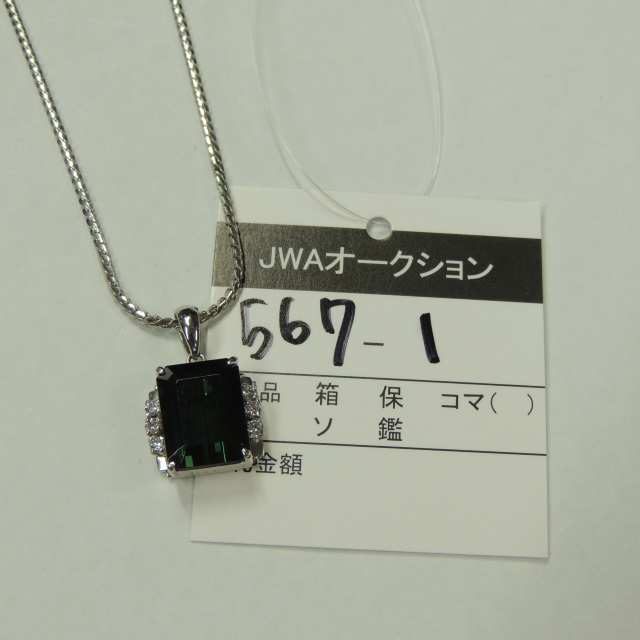 JWAオークション
567-1
品 箱 保 コマ( )
ソ 鑑
金額